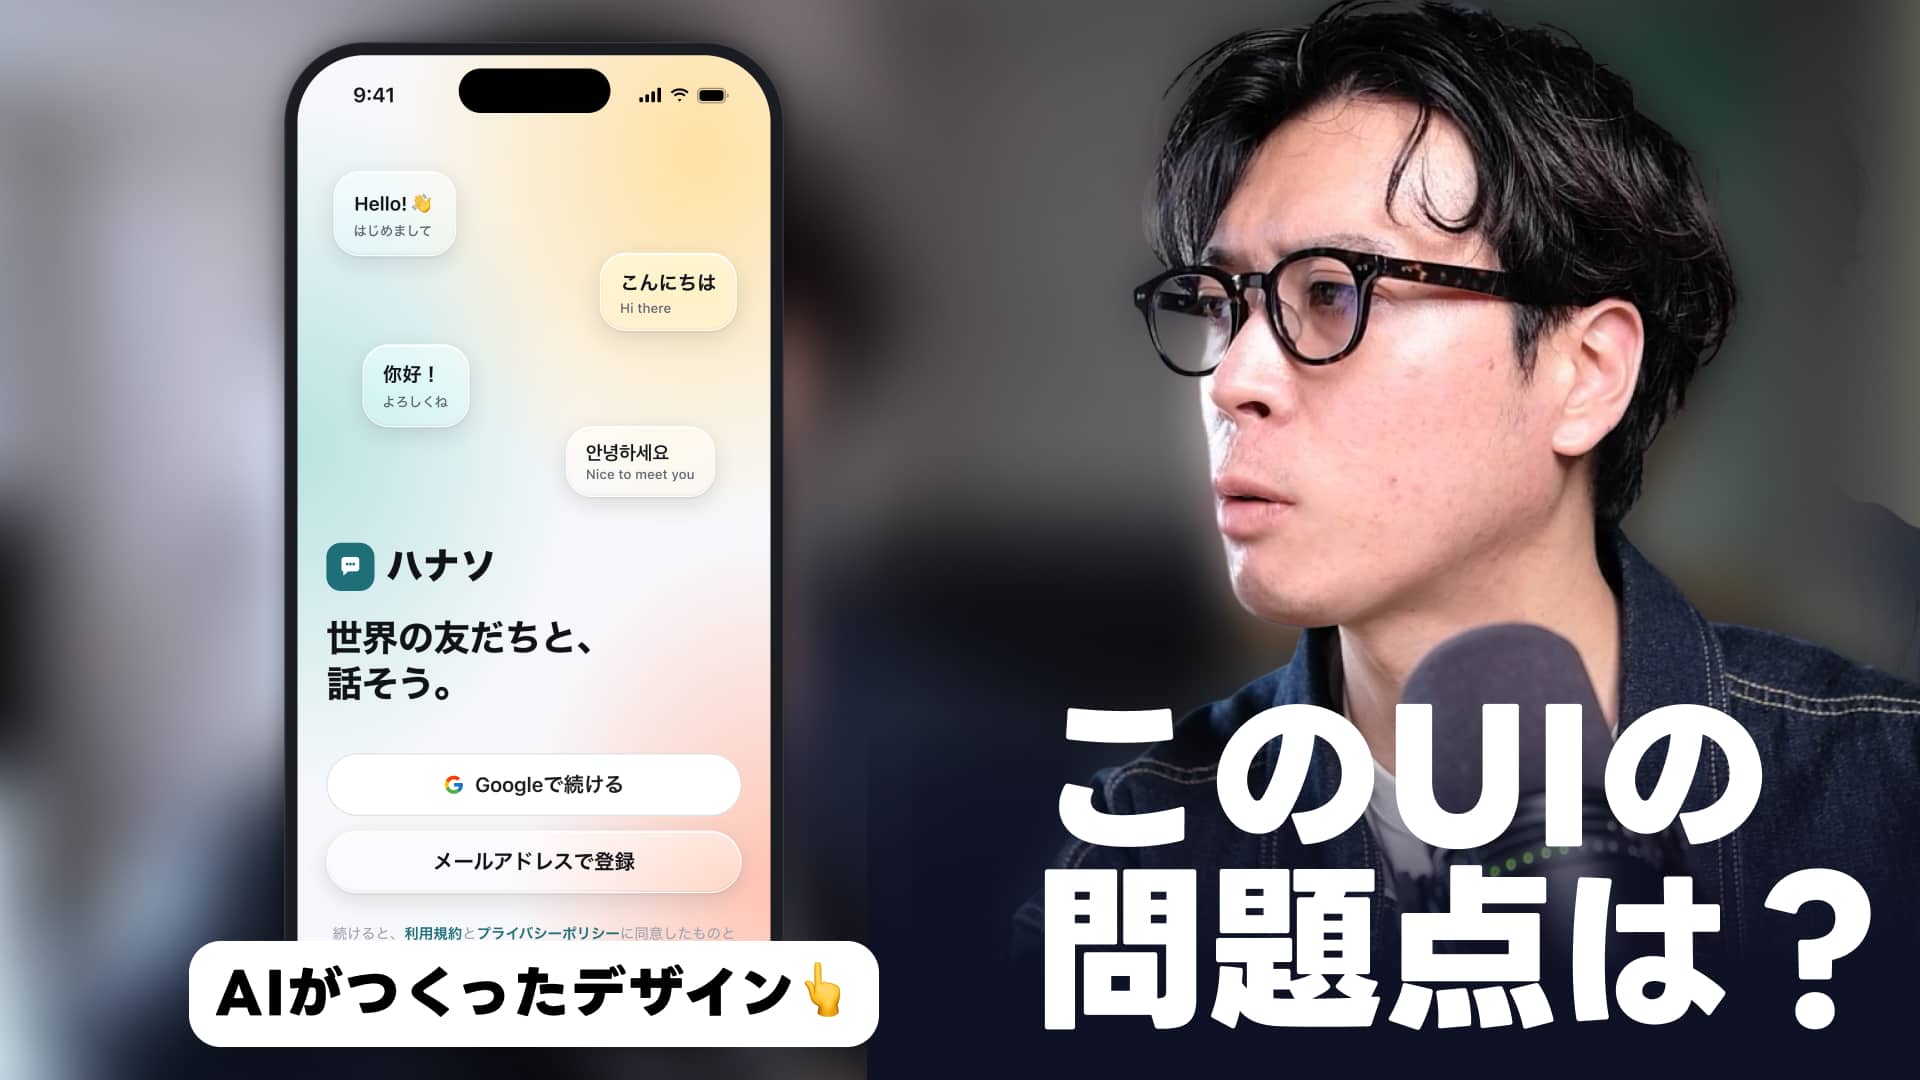 9:41
Hello! 👋
はじめまして
こんにちは
Hi there
你好！
よろしくね
안녕하세요
Nice to meet you
ハナソ
世界の友だちと、
話そう。
Googleで続ける
メールアドレスで登録
続けると、利用規約とプライバシーポリシーに同意したものと
AIがつくったデザイン👆
このUIの
問題点は？